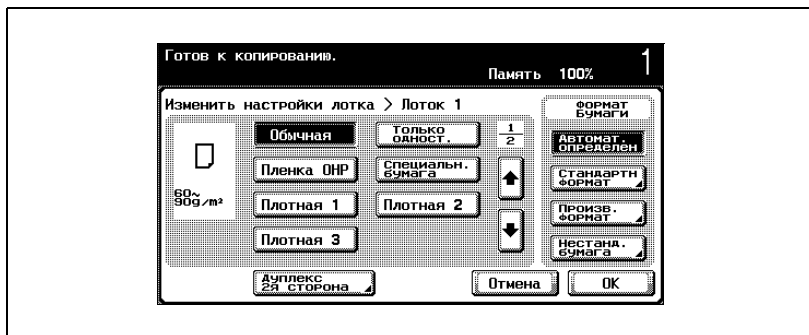 Готов к копированию.
Память 100%
1
Изменить настройки лотка > Лоток 1
Формат бумаги
Обычная
Только одност.
1/2
Автомат. определен
Пленка OHP
Специальн. бумага
Стандартн формат
60~
90g/m²
Плотная 1
Плотная 2
Произв. формат
Плотная 3
Нестанд. бумага
Дуплекс
2я сторона
Отмена
OK